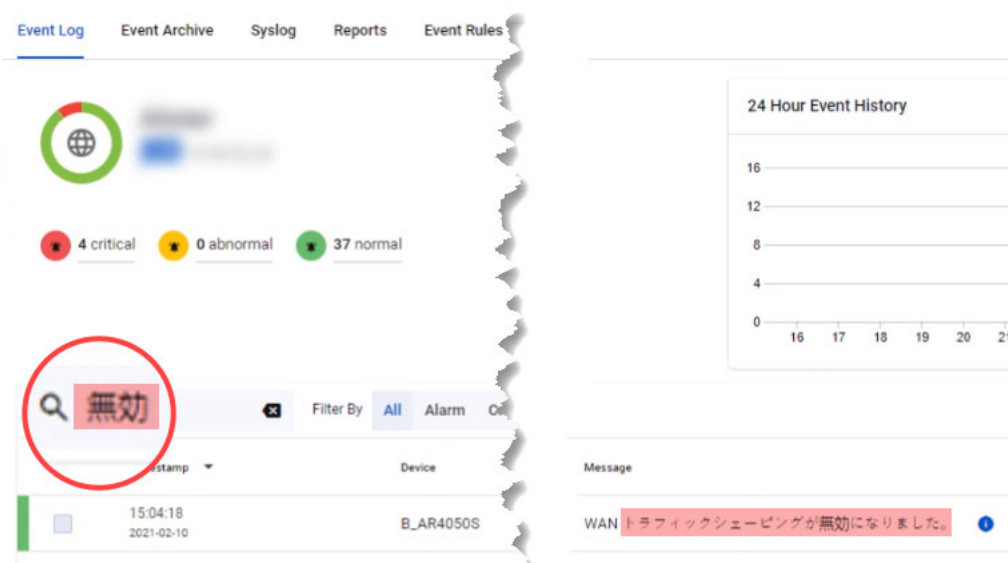 Event Log Event Archive Syslog Reports Event Rules
24 Hour Event History
16
12
8
4
0
16 17 18 19 20
4 critical 0 abnormal 37 normal
無効 Filter By All Alarm
Device Message
15:04:18
2021-02-10
B_AR4050S WAN トラフィックシェーピングが無効になりました。